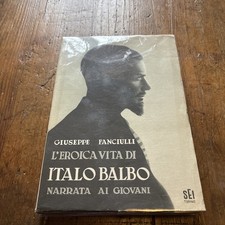 GIUSEPPE FANCIULLI
L'EROICA VITA DI
ITALO BALBO
NARRATA AI GIOVANI
SEI